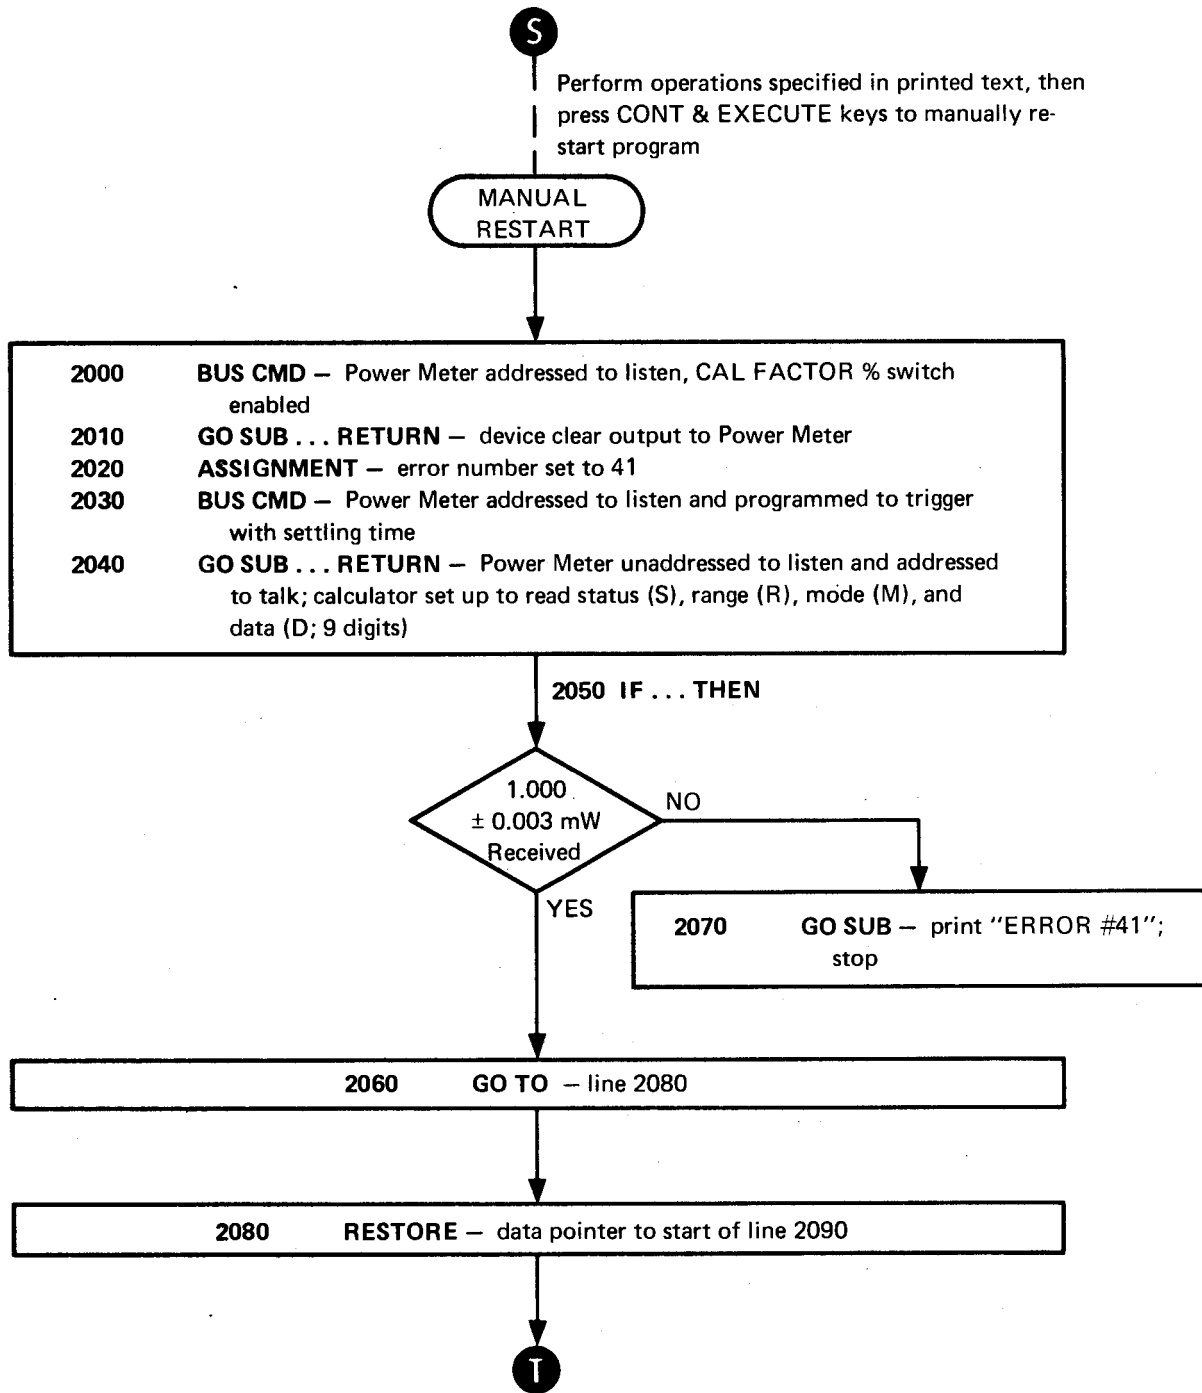 S
Perform operations specified in printed text, then
press CONT & EXECUTE keys to manually re-
start program
MANUAL
RESTART
2000 BUS CMD — Power Meter addressed to listen, CAL FACTOR % switch
enabled
2010 GO SUB . . . RETURN — device clear output to Power Meter
2020 ASSIGNMENT — error number set to 41
2030 BUS CMD — Power Meter addressed to listen and programmed to trigger
with settling time
2040 GO SUB . . . RETURN — Power Meter unaddressed to listen and addressed
to talk; calculator set up to read status (S), range (R), mode (M), and
data (D; 9 digits)
2050 IF . . . THEN
1.000
± 0.003 mW
Received
NO
YES
2070 GO SUB — print "ERROR #41";
stop
2060 GO TO — line 2080
2080 RESTORE — data pointer to start of line 2090
T